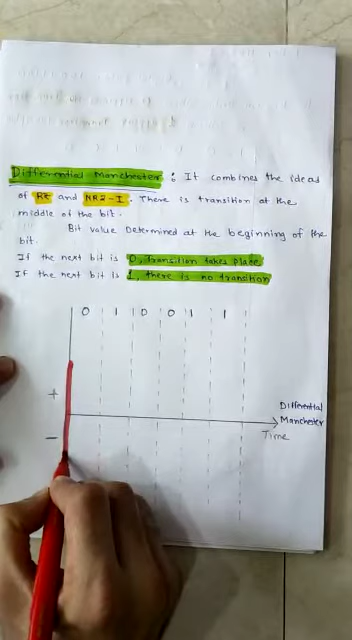 Differential Manchester : It combines the ideas
of RZ and NRZ-I. There is transition at the
middle of the bit.
Bit value Determined at the beginning of the
bit.
If the next bit is 0, transition takes place
If the next bit is 1, there is no transition
0 1 0 0 1 1
+
Differential
Manchester
-
Time